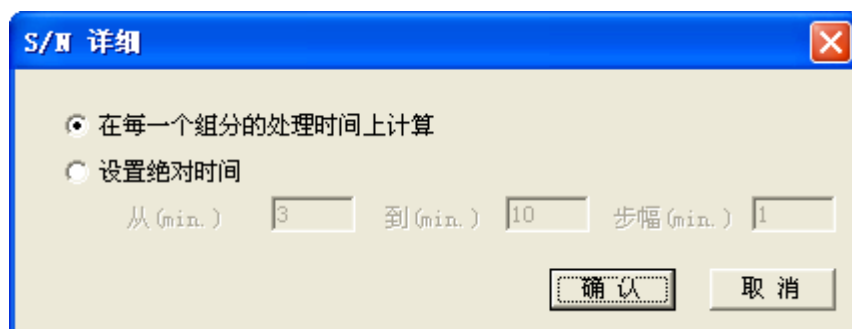 S/N 详细
在每一个组分的处理时间上计算
设置绝对时间
从(min.) 3 到(min.) 10 步幅(min.) 1
确认 取消